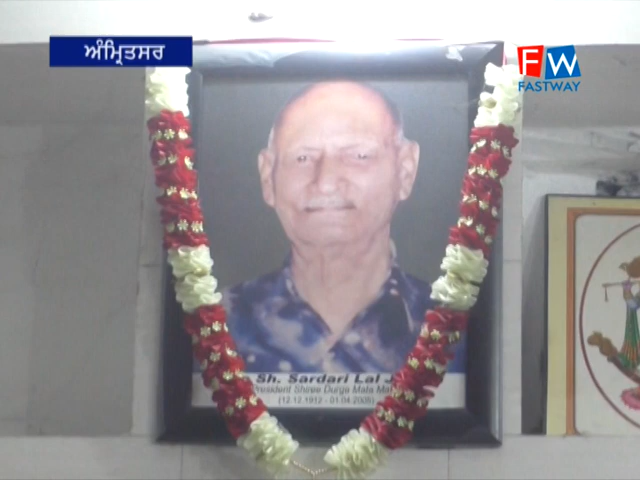 ਅੰਮ੍ਰਿਤਸਰ
FW
FASTWAY
Sh. Sardari Lal
President Shree Durga Mata
(12.12.1912 - 01.04.2005)